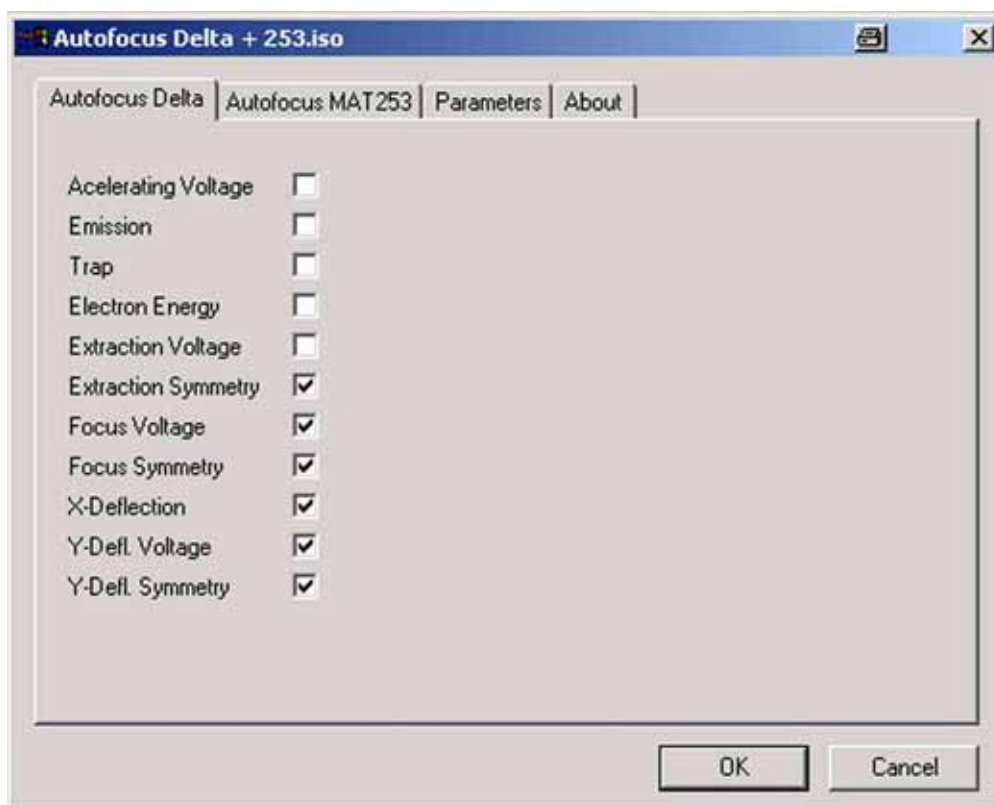 Autofocus Delta + 253.iso
Autofocus Delta Autofocus MAT253 Parameters About
Acelerating Voltage
Emission
Trap
Electron Energy
Extraction Voltage
Extraction Symmetry
Focus Voltage
Focus Symmetry
X-Deflection
Y-Defl. Voltage
Y-Defl. Symmetry
OK Cancel